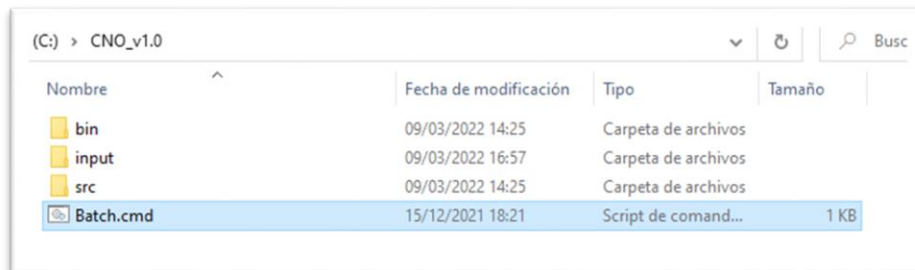 (C:) > CNO_v1.0 Busc
Nombre Fecha de modificación Tipo Tamaño
bin 09/03/2022 14:25 Carpeta de archivos
input 09/03/2022 16:57 Carpeta de archivos
src 09/03/2022 14:25 Carpeta de archivos
Batch.cmd 15/12/2021 18:21 Script de comand... 1 KB